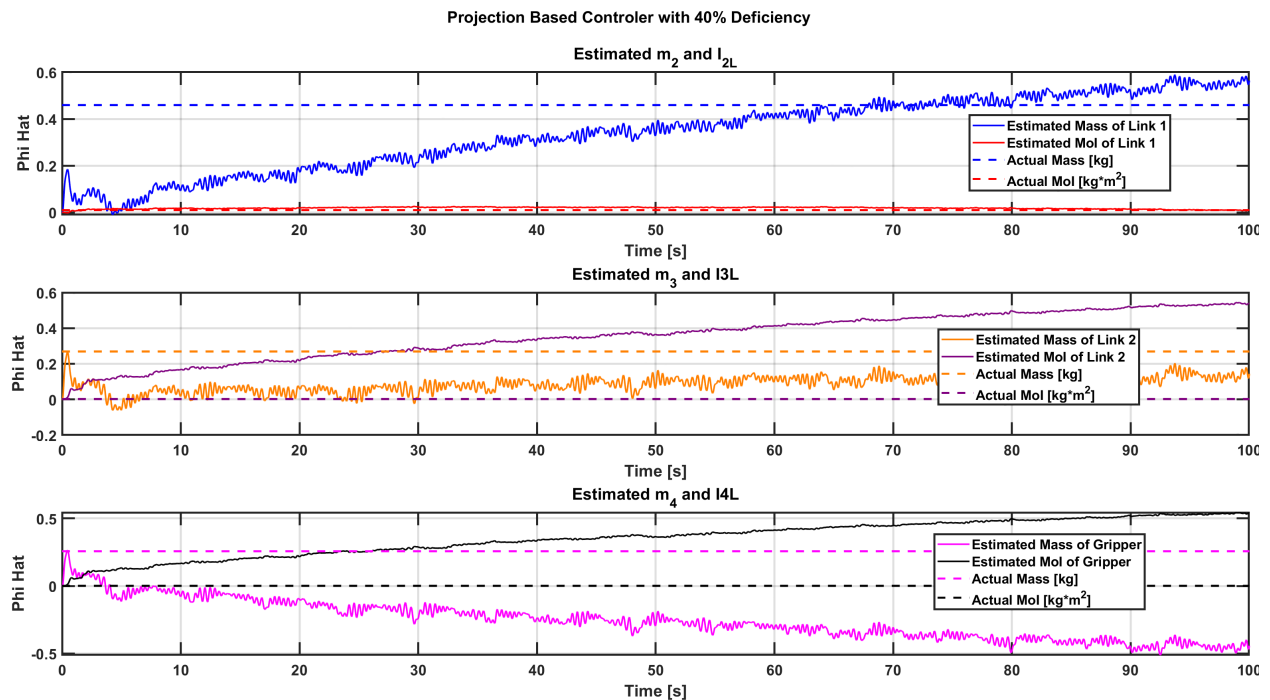 Projection Based Controler with 40% Deficiency
Estimated m₂ and I₂L
0.6
0.4
0.2
0
Phi Hat
Estimated Mass of Link 1
Estimated MoI of Link 1
Actual Mass [kg]
Actual MoI [kg*m²]
0 10 20 30 40 50 60 70 80 90 100
Time [s]
Estimated m₃ and I3L
0.6
0.4
0.2
0
-0.2
Phi Hat
Estimated Mass of Link 2
Estimated MoI of Link 2
Actual Mass [kg]
Actual MoI [kg*m²]
0 10 20 30 40 50 60 70 80 90 100
Time [s]
Estimated m₄ and I4L
0.5
0
-0.5
Phi Hat
Estimated Mass of Gripper
Estimated MoI of Gripper
Actual Mass [kg]
Actual MoI [kg*m²]
0 10 20 30 40 50 60 70 80 90 100
Time [s]